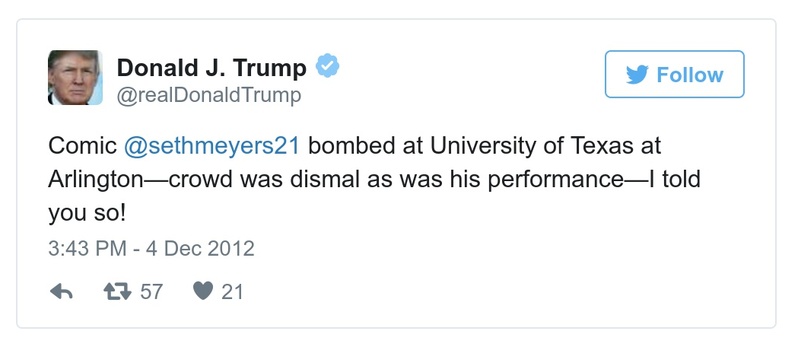 Donald J. Trump
@realDonaldTrump
Follow
Comic @sethmeyers21 bombed at University of Texas at
Arlington—crowd was dismal as was his performance—I told
you so!
3:43 PM - 4 Dec 2012
57 21